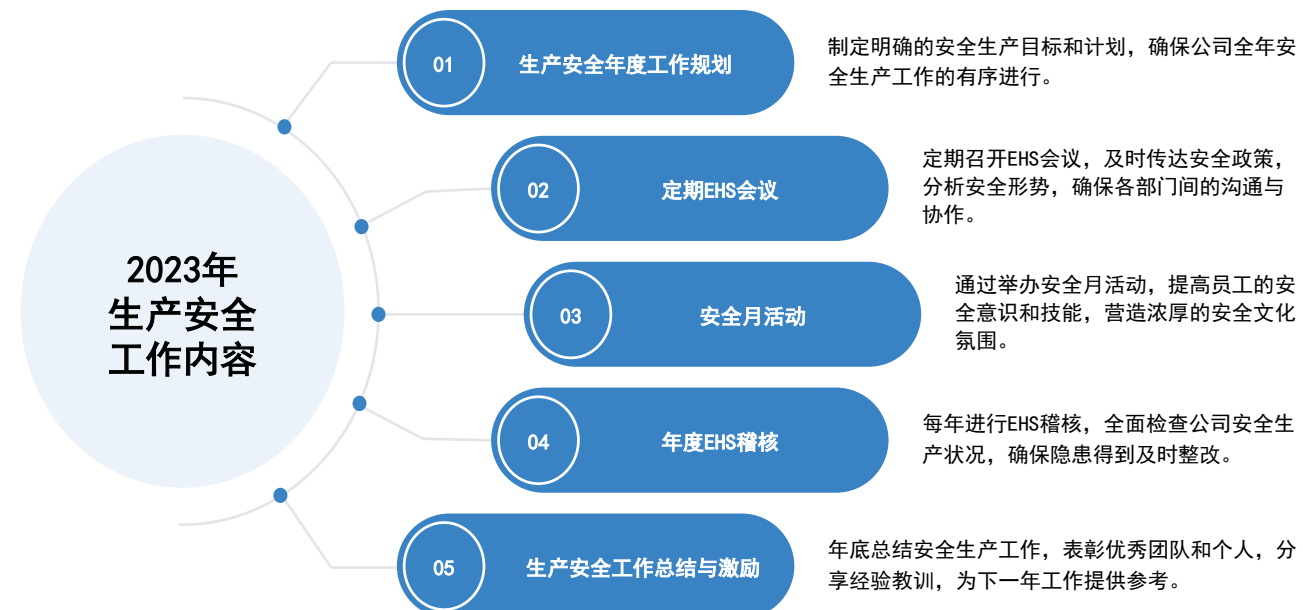 2023年
生产安全
工作内容
01
生产安全年度工作规划
制定明确的安全生产目标和计划，确保公司全年安
全生产工作的有序进行。
02
定期EHS会议
定期召开EHS会议，及时传达安全政策，
分析安全形势，确保各部门间的沟通与
协作。
03
安全月活动
通过举办安全月活动，提高员工的安
全意识和技能，营造浓厚的安全文化
氛围。
04
年度EHS稽核
每年进行EHS稽核，全面检查公司安全生
产状况，确保隐患得到及时整改。
05
生产安全工作总结与激励
年底总结安全生产工作，表彰优秀团队和个人，分
享经验教训，为下一年工作提供参考。